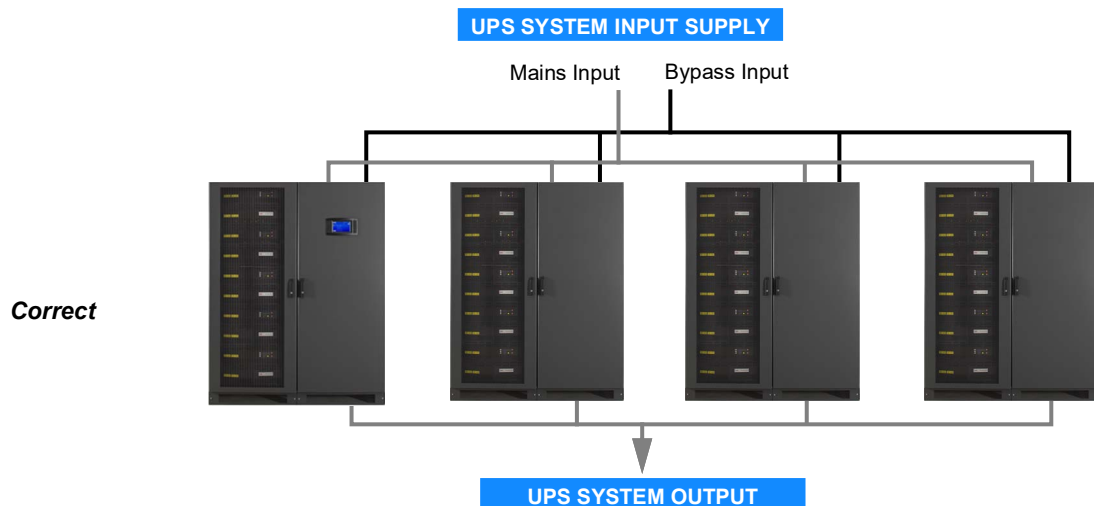 UPS SYSTEM INPUT SUPPLY
Mains Input
Bypass Input
Correct
UPS SYSTEM OUTPUT